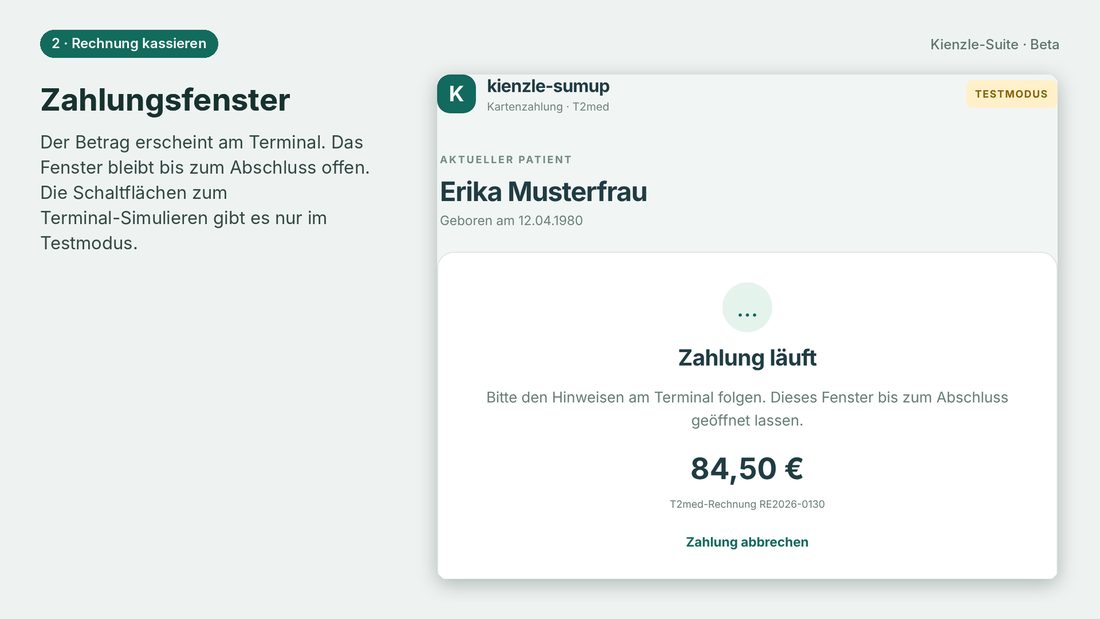 2 · Rechnung kassieren
Kienzle-Suite · Beta
Zahlungsfenster
Der Betrag erscheint am Terminal. Das
Fenster bleibt bis zum Abschluss offen.
Die Schaltflächen zum
Terminal-Simulieren gibt es nur im
Testmodus.
K
kienzle-sumup
Kartenzahlung · T2med
TESTMODUS
AKTUELLER PATIENT
Erika Musterfrau
Geboren am 12.04.1980
...
Zahlung läuft
Bitte den Hinweisen am Terminal folgen. Dieses Fenster bis zum Abschluss
geöffnet lassen.
84,50 €
T2med-Rechnung RE2026-0130
Zahlung abbrechen